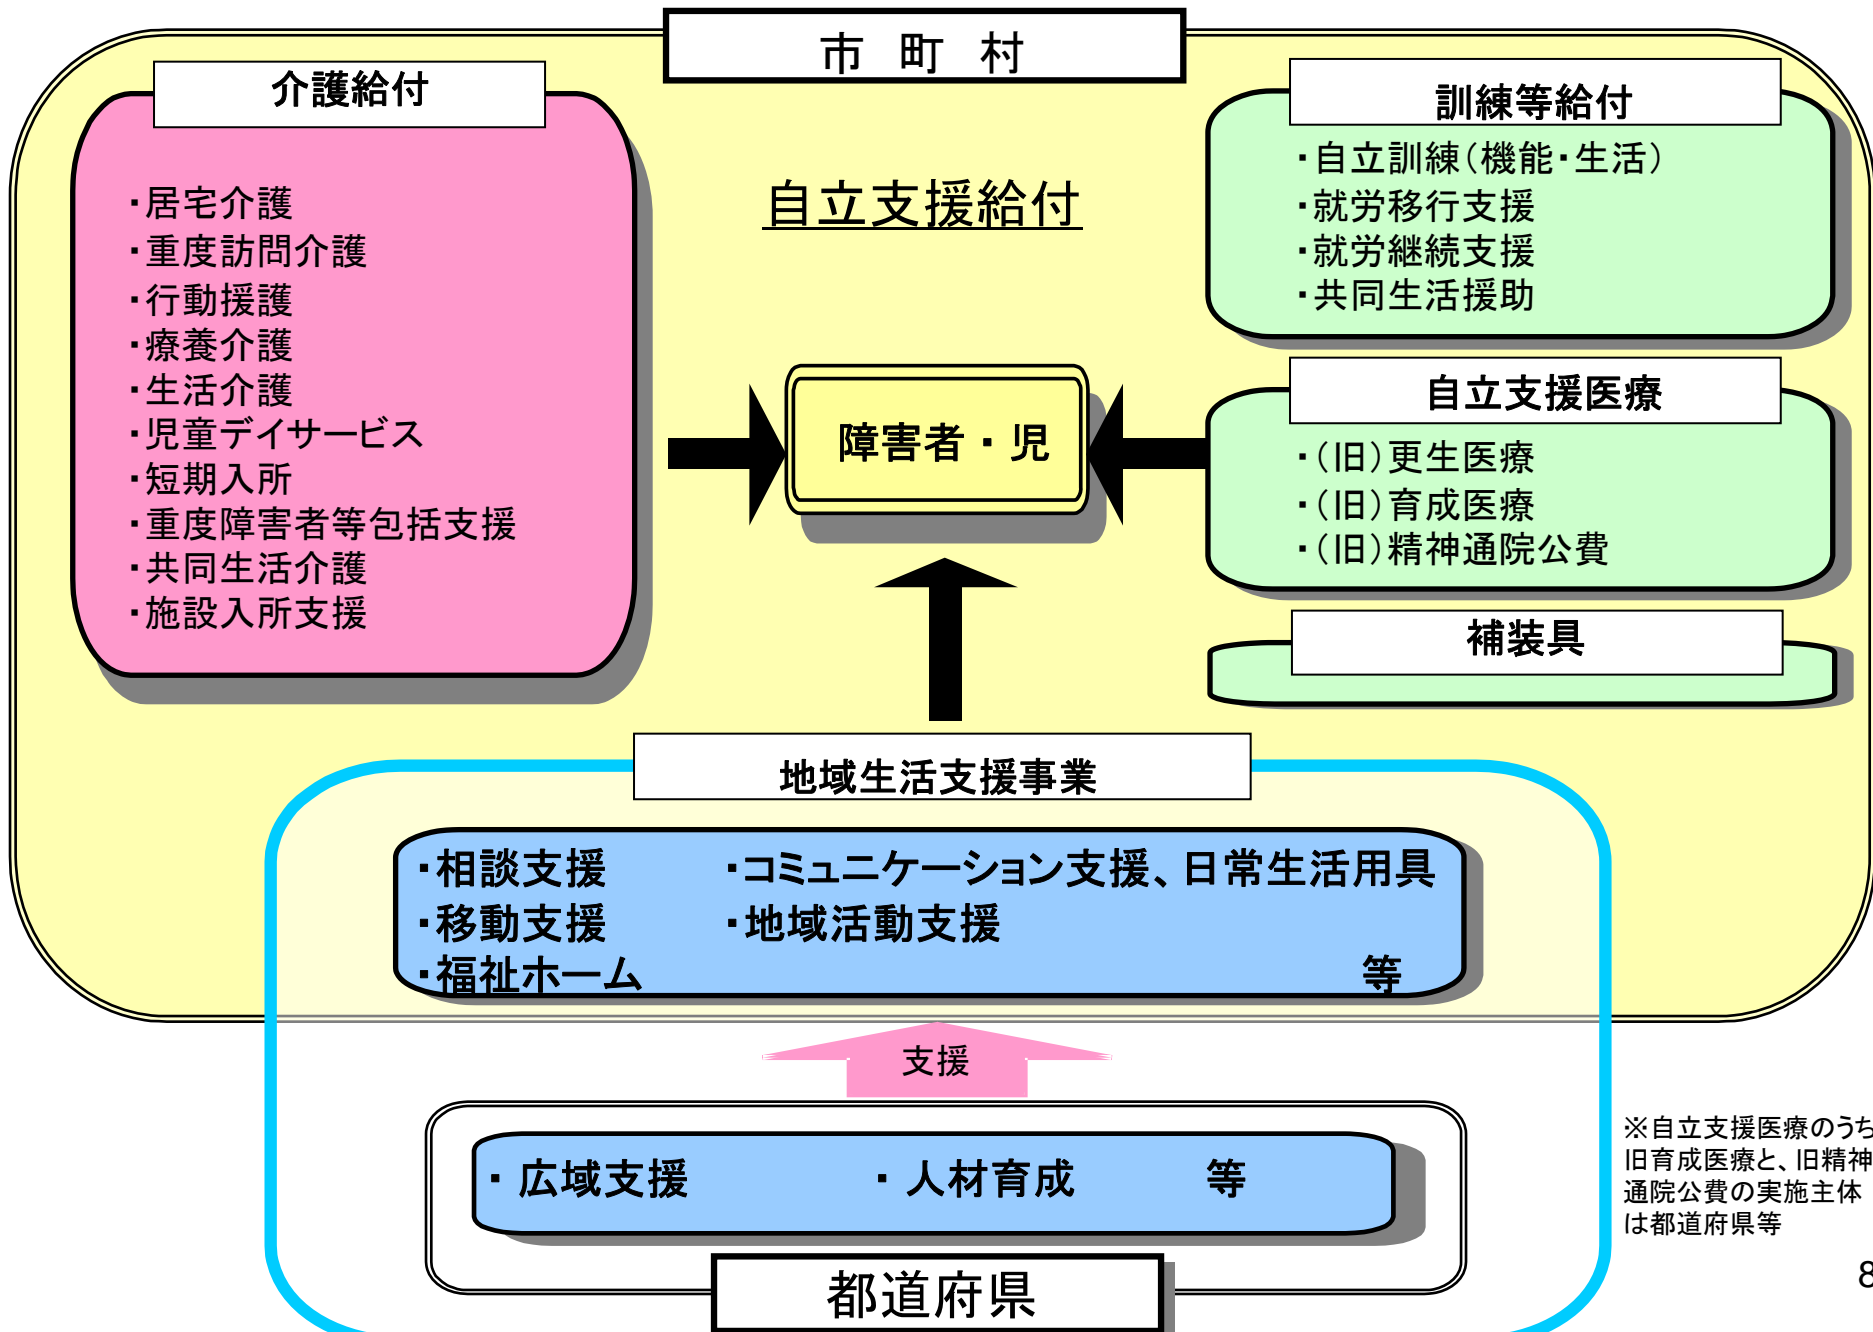 市 町 村
介護給付
・居宅介護
・重度訪問介護
・行動援護
・療養介護
・生活介護
・児童デイサービス
・短期入所
・重度障害者等包括支援
・共同生活介護
・施設入所支援
自立支援給付
障害者・児
訓練等給付
・自立訓練(機能・生活)
・就労移行支援
・就労継続支援
・共同生活援助
自立支援医療
・(旧)更生医療
・(旧)育成医療
・(旧)精神通院公費
補装具
地域生活支援事業
・相談支援 ・コミュニケーション支援、日常生活用具
・移動支援 ・地域活動支援
・福祉ホーム 等
支援
・広域支援 ・人材育成 等
都道府県
※自立支援医療のうち
旧育成医療と、旧精神
通院公費の実施主体
は都道府県等
8